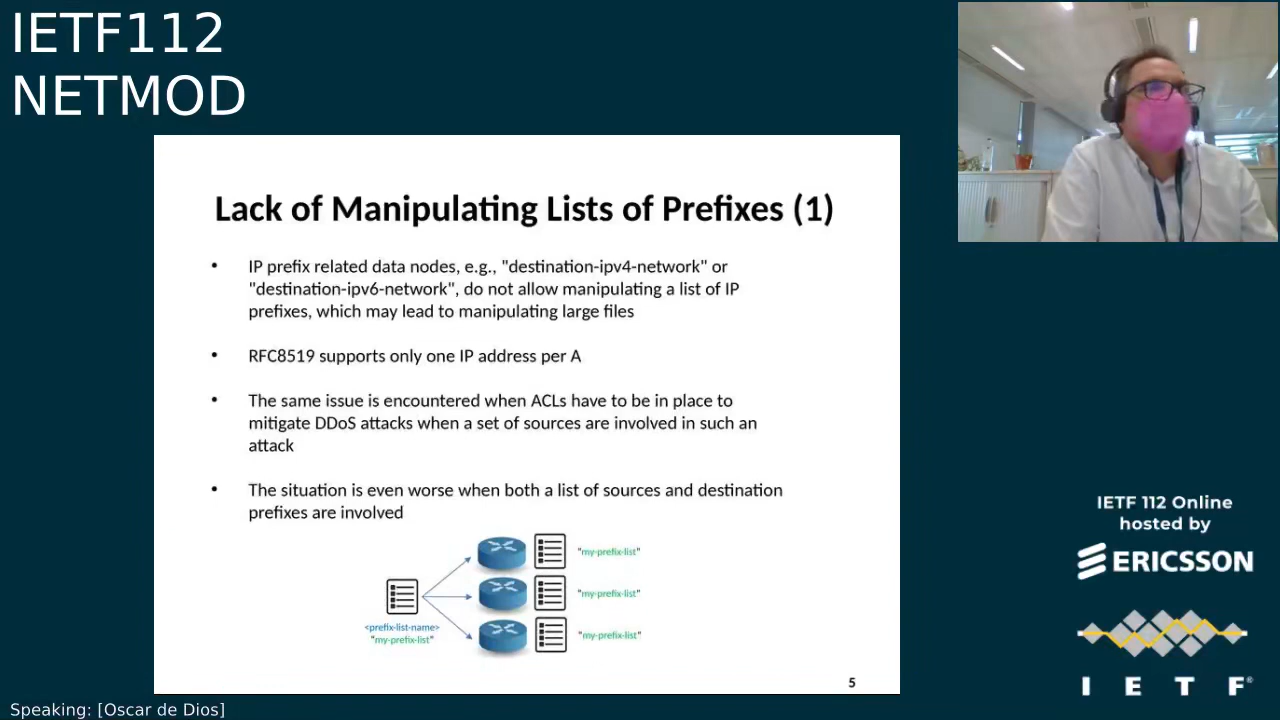 IETF112
NETMOD
Lack of Manipulating Lists of Prefixes (1)
• IP prefix related data nodes, e.g., "destination-ipv4-network" or
"destination-ipv6-network", do not allow manipulating a list of IP
prefixes, which may lead to manipulating large files
• RFC8519 supports only one IP address per A
• The same issue is encountered when ACLs have to be in place to
mitigate DDoS attacks when a set of sources are involved in such an
attack
• The situation is even worse when both a list of sources and destination
prefixes are involved
"my-prefix-list"
"my-prefix-list"
<prefix-list-name>
"my-prefix-list"
"my-prefix-list"
5
IETF 112 Online
hosted by
ERICSSON
I E T F®
Speaking: [Oscar de Dios]